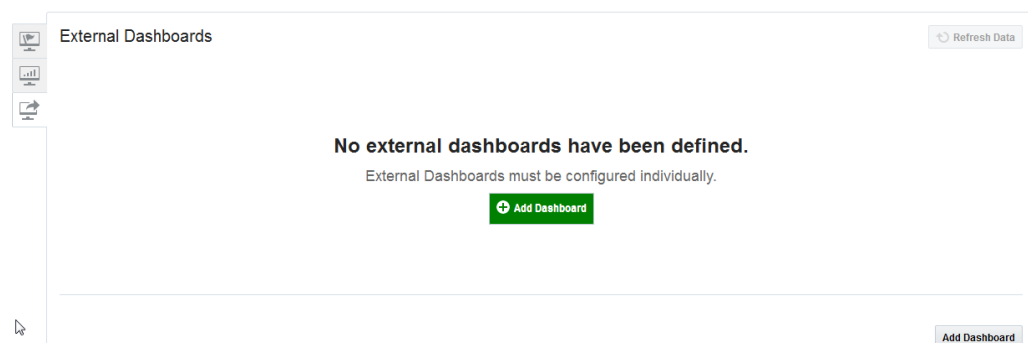 External Dashboards
Refresh Data
No external dashboards have been defined.
External Dashboards must be configured individually.
Add Dashboard
Add Dashboard